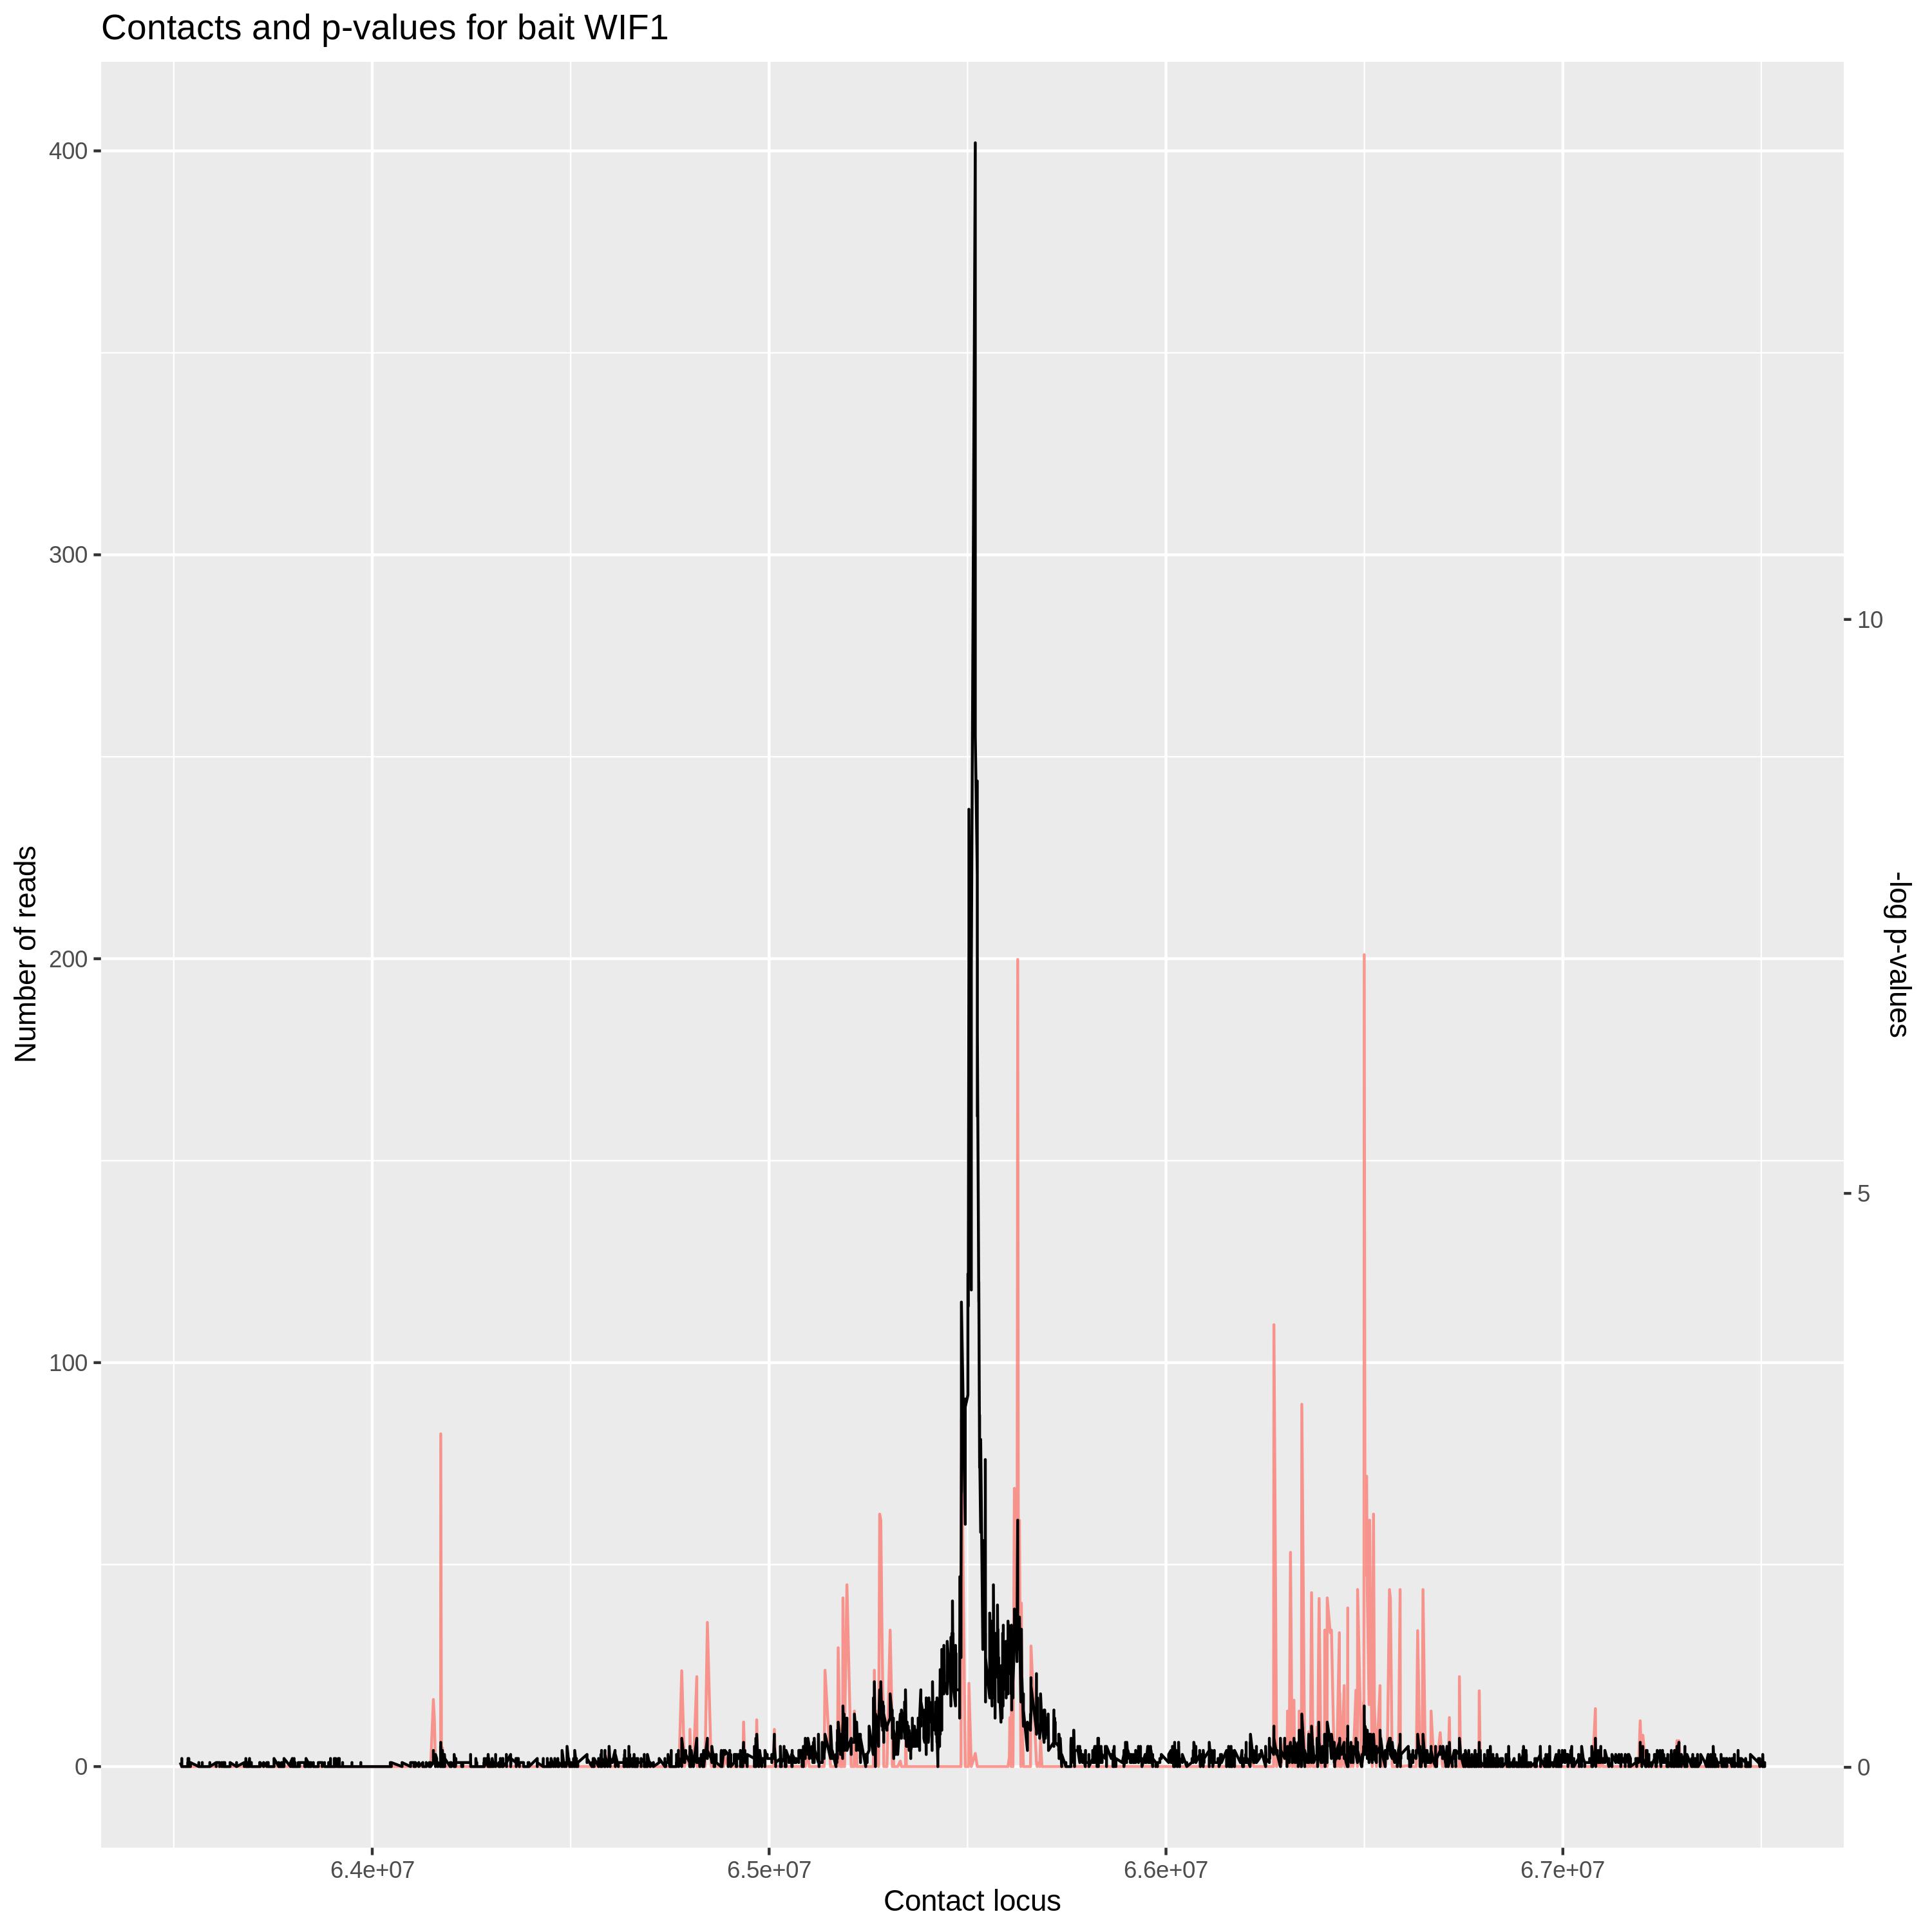 Contacts and p-values for bait WIF1
400
300
200
100
0
Number of reads
10
5
0
-log p-values
6.4e+07
6.5e+07
6.6e+07
6.7e+07
Contact locus